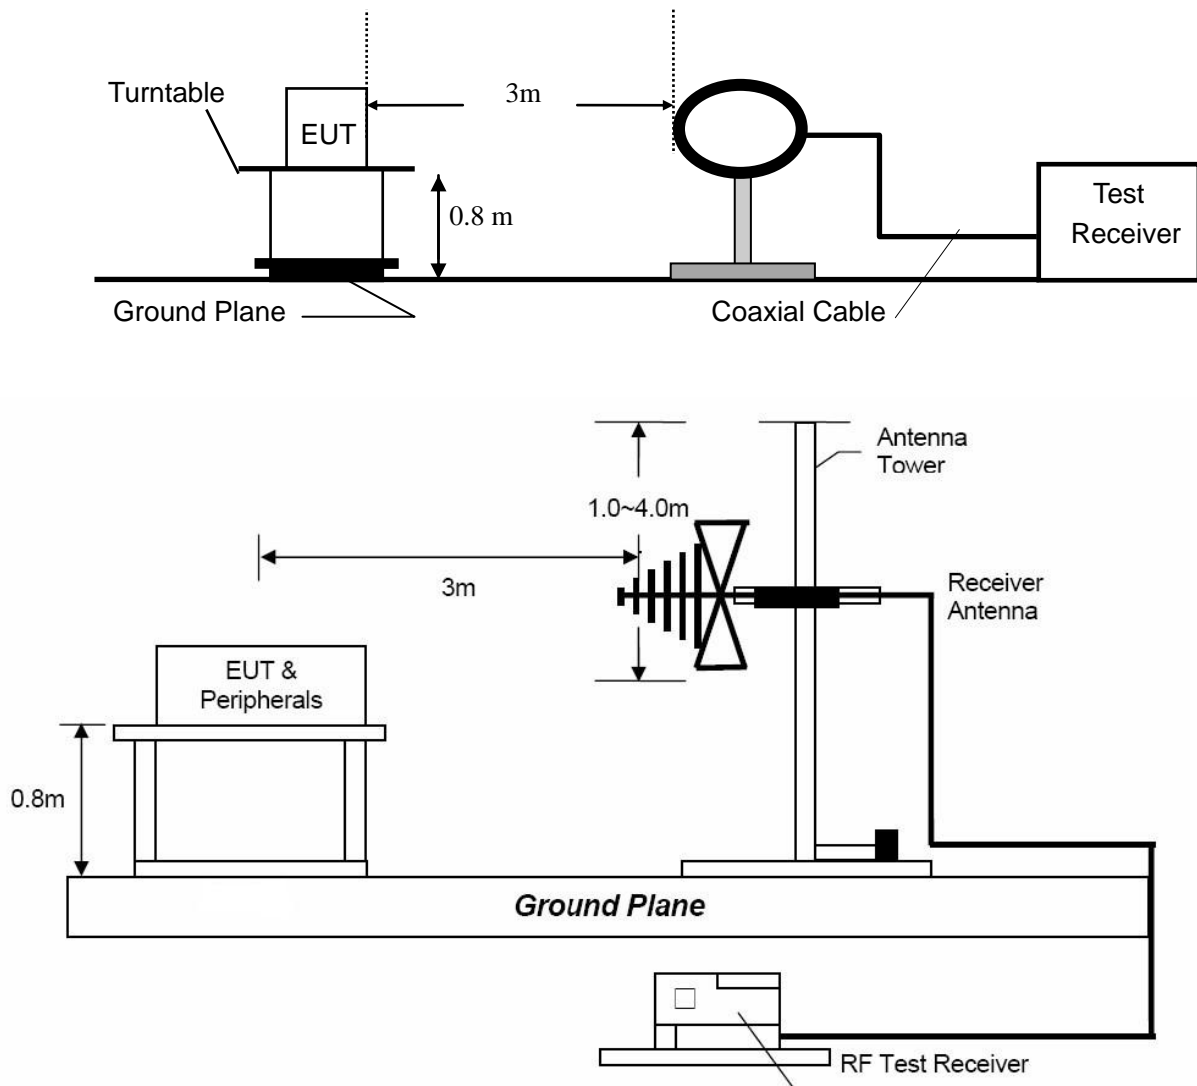 Turntable
3m
EUT
0.8 m
Test
Receiver
Ground Plane
Coaxial Cable
Antenna
Tower
1.0~4.0m
3m
Receiver
Antenna
EUT &
Peripherals
0.8m
Ground Plane
RF Test Receiver